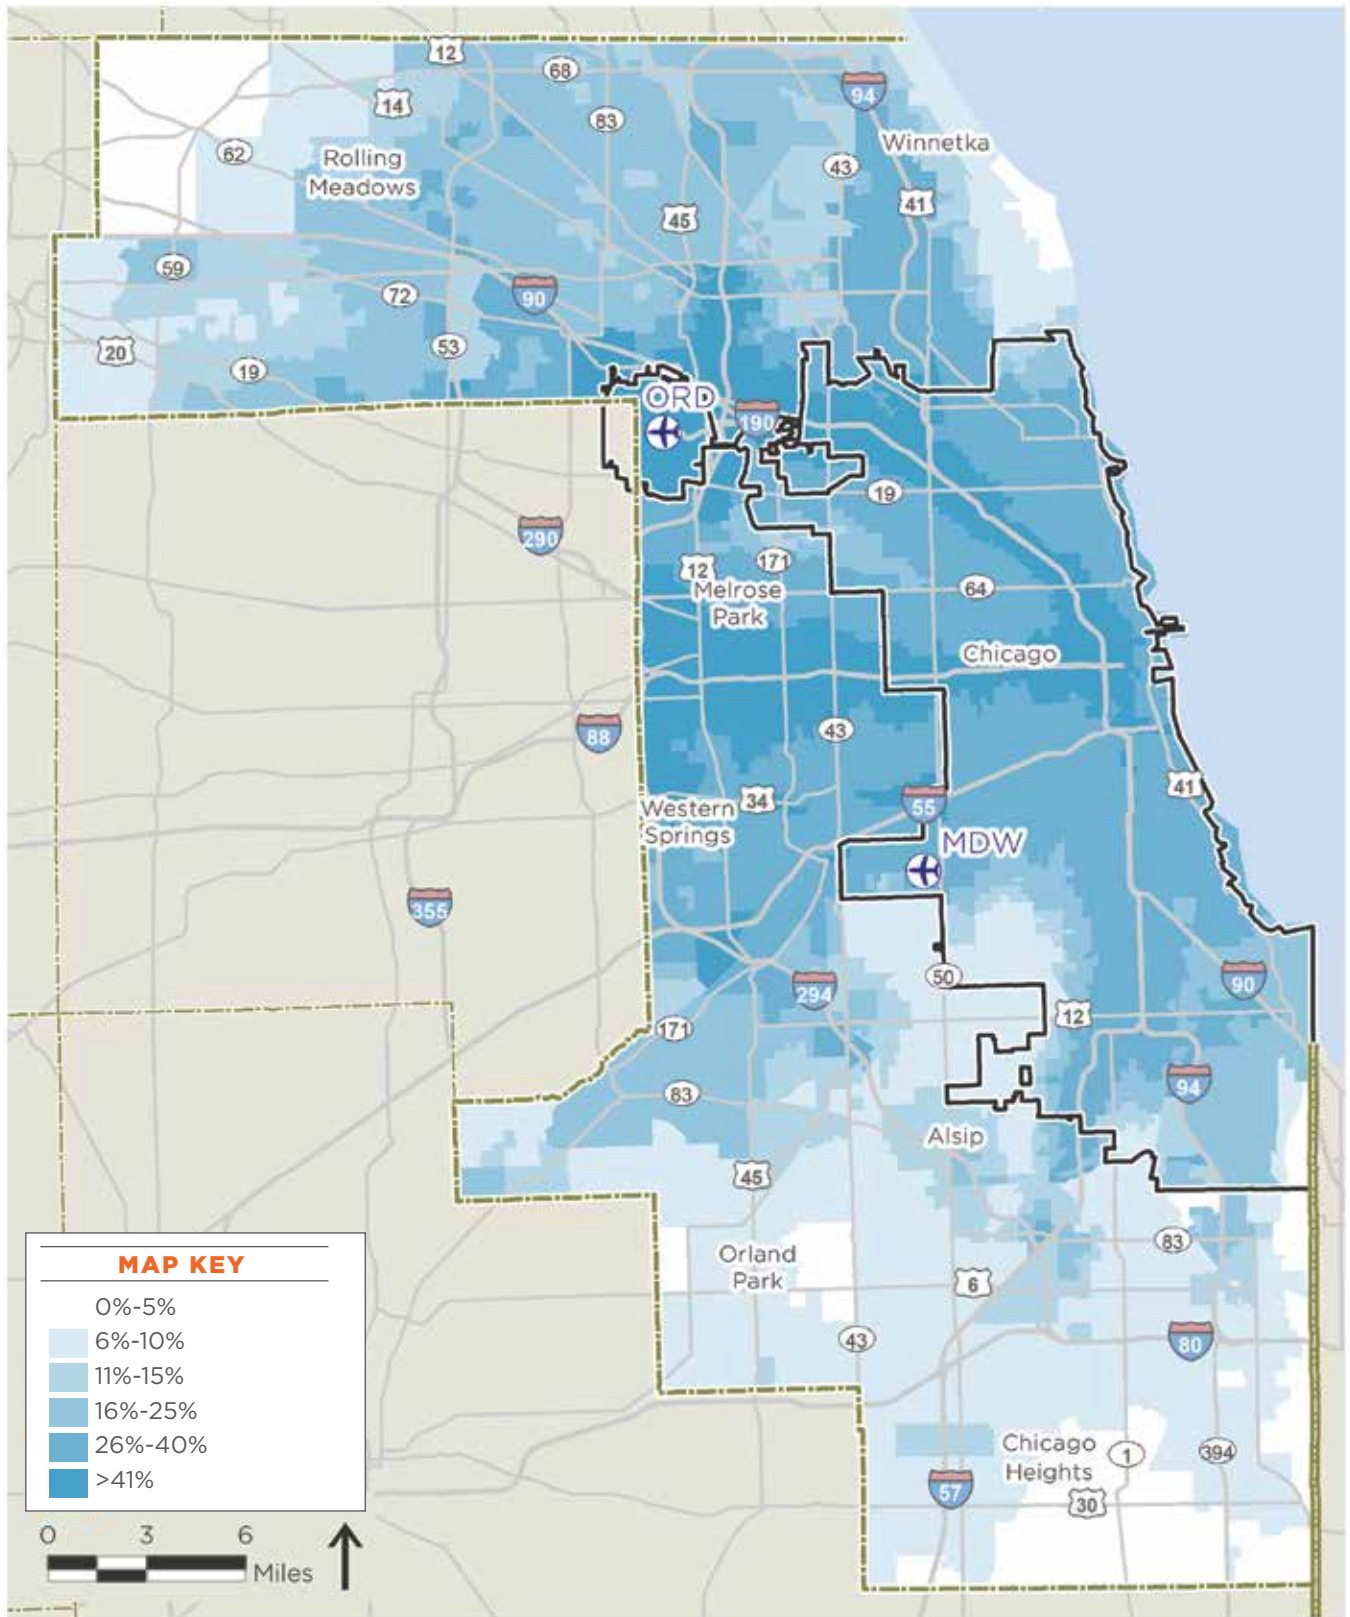 12
68
94
14
83
Winnetka
62
Rolling
Meadows
43
41
45
59
72
90
20
53
19
ORD
190
19
290
12
171
Melrose
Park
64
Chicago
88
43
Western
Springs
34
55
41
MDW
355
294
50
90
171
12
83
94
Alsip
45
Orland
Park
83
6
43
80
Chicago
Heights
1
394
57
30
MAP KEY
0%-5%
6%-10%
11%-15%
16%-25%
26%-40%
>41%
0 3 6
Miles